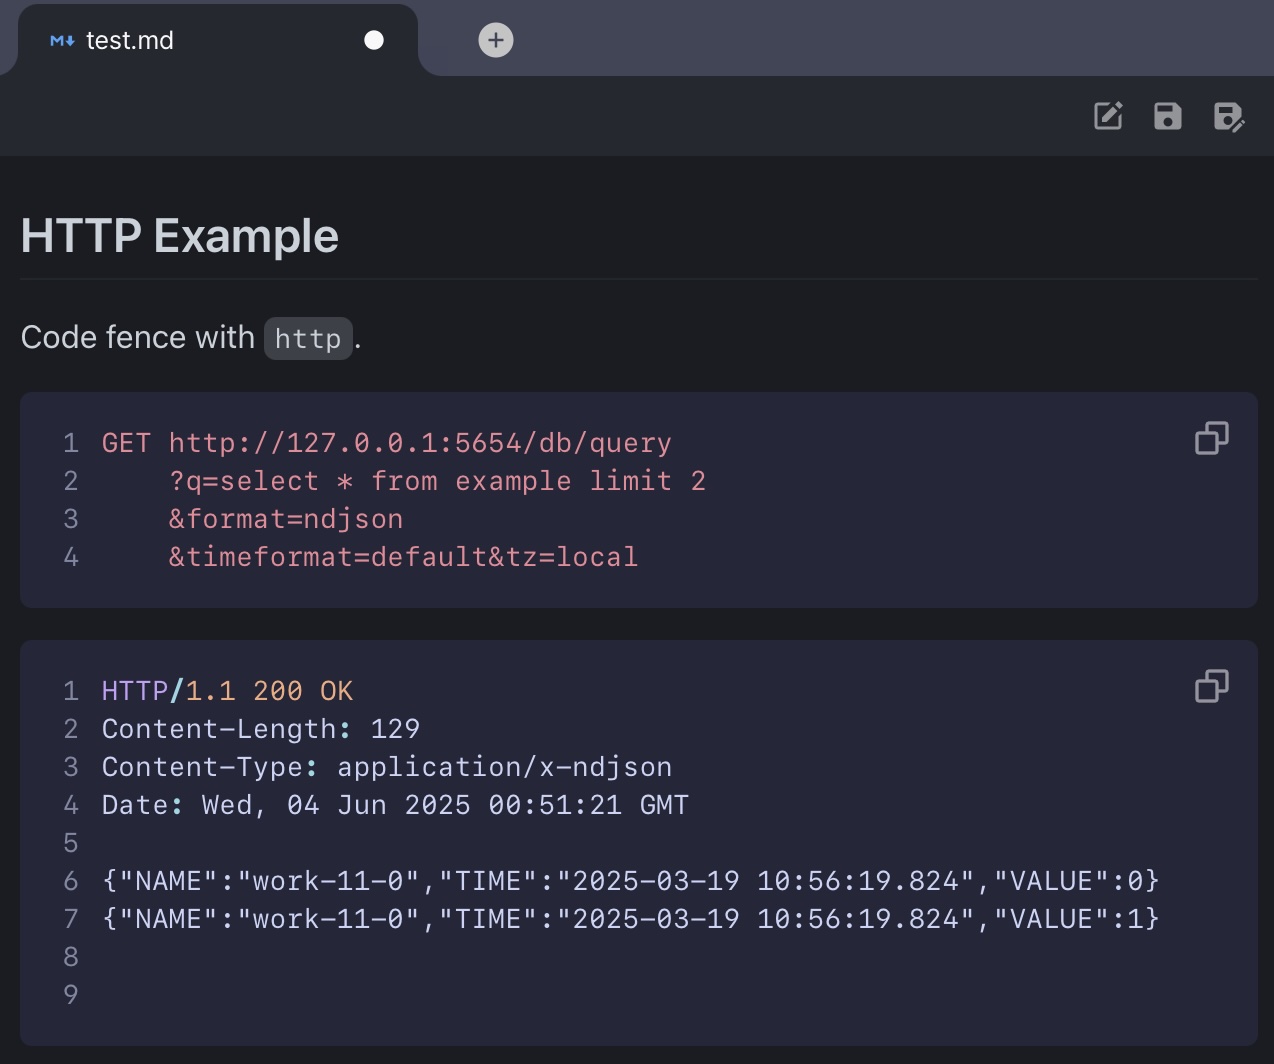 M↓ test.md
HTTP Example
Code fence with http.
1 GET http://127.0.0.1:5654/db/query
2     ?q=select * from example limit 2
3     &format=ndjson
4     &timeformat=default&tz=local
1 HTTP/1.1 200 OK
2 Content-Length: 129
3 Content-Type: application/x-ndjson
4 Date: Wed, 04 Jun 2025 00:51:21 GMT
5
6 {"NAME":"work-11-0","TIME":"2025-03-19 10:56:19.824","VALUE":0}
7 {"NAME":"work-11-0","TIME":"2025-03-19 10:56:19.824","VALUE":1}
8
9